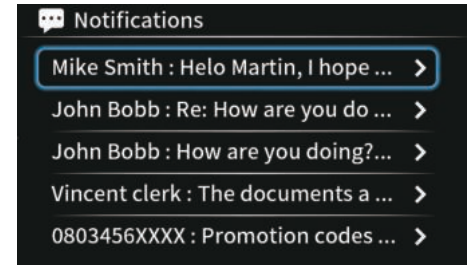 Notifications
Mike Smith : Helo Martin, I hope ...
John Bobb : Re: How are you do ...
John Bobb : How are you doing?...
Vincent clerk : The documents a ...
0803456XXXX : Promotion codes ...